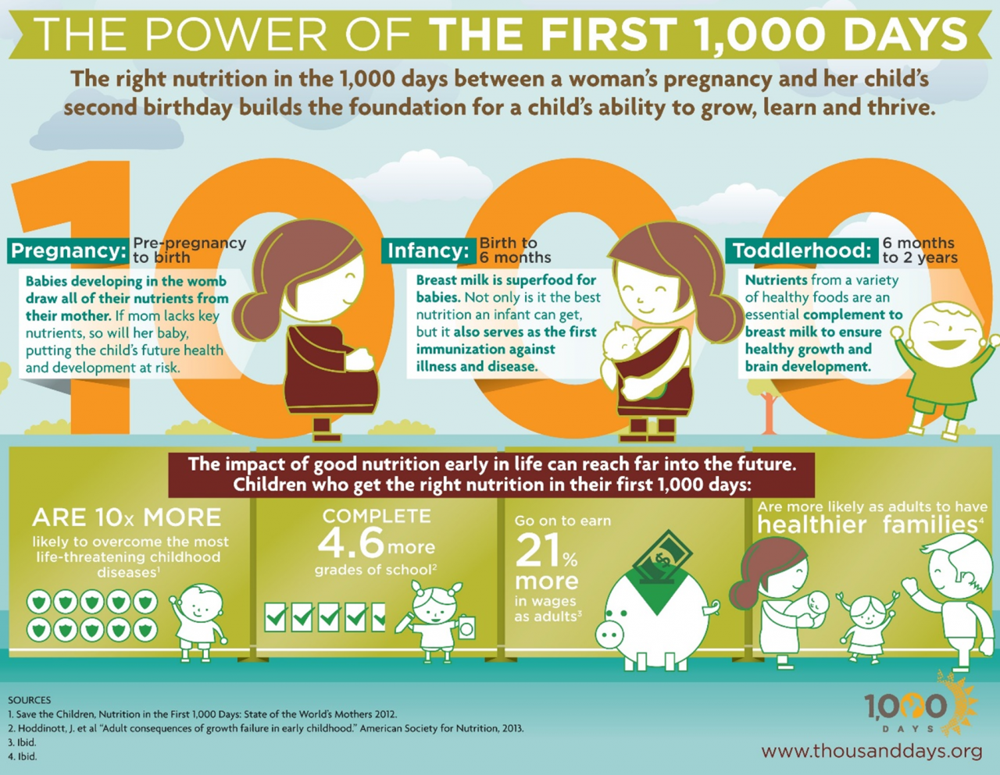 THE POWER OF THE FIRST 1,000 DAYS
The right nutrition in the 1,000 days between a woman's pregnancy and her child's
second birthday builds the foundation for a child's ability to grow, learn and thrive.
1000
Pregnancy:
Pre-pregnancy
to birth
Babies developing in the womb
draw all of their nutrients from
their mother. If mom lacks key
nutrients, so will her baby,
putting the child's future health
and development at risk.
Infancy:
Birth to
6 months
Breast milk is superfood for
babies. Not only is it the best
nutrition an infant can get,
but it also serves as the first
immunization against
illness and disease.
Toddlerhood:
6 months
to 2 years
Nutrients from a variety
of healthy foods are an
essential complement to
breast milk to ensure
healthy growth and
brain development.
The impact of good nutrition early in life can reach far into the future.
Children who get the right nutrition in their first 1,000 days:
ARE 10x MORE
likely to overcome the most
life-threatening childhood
diseases¹
COMPLETE
4.6 more
grades of school²
Go on to earn
21%
more
in wages
as adults³
$
Are more likely as adults to have
healthier families⁴
SOURCES
1. Save the Children, Nutrition in the First 1,000 Days: State of the World's Mothers 2012.
2. Hoddinott, J. et al "Adult consequences of growth failure in early childhood." American Society for Nutrition, 2013.
3. Ibid.
4. Ibid.
1,000
DAYS
www.thousanddays.org